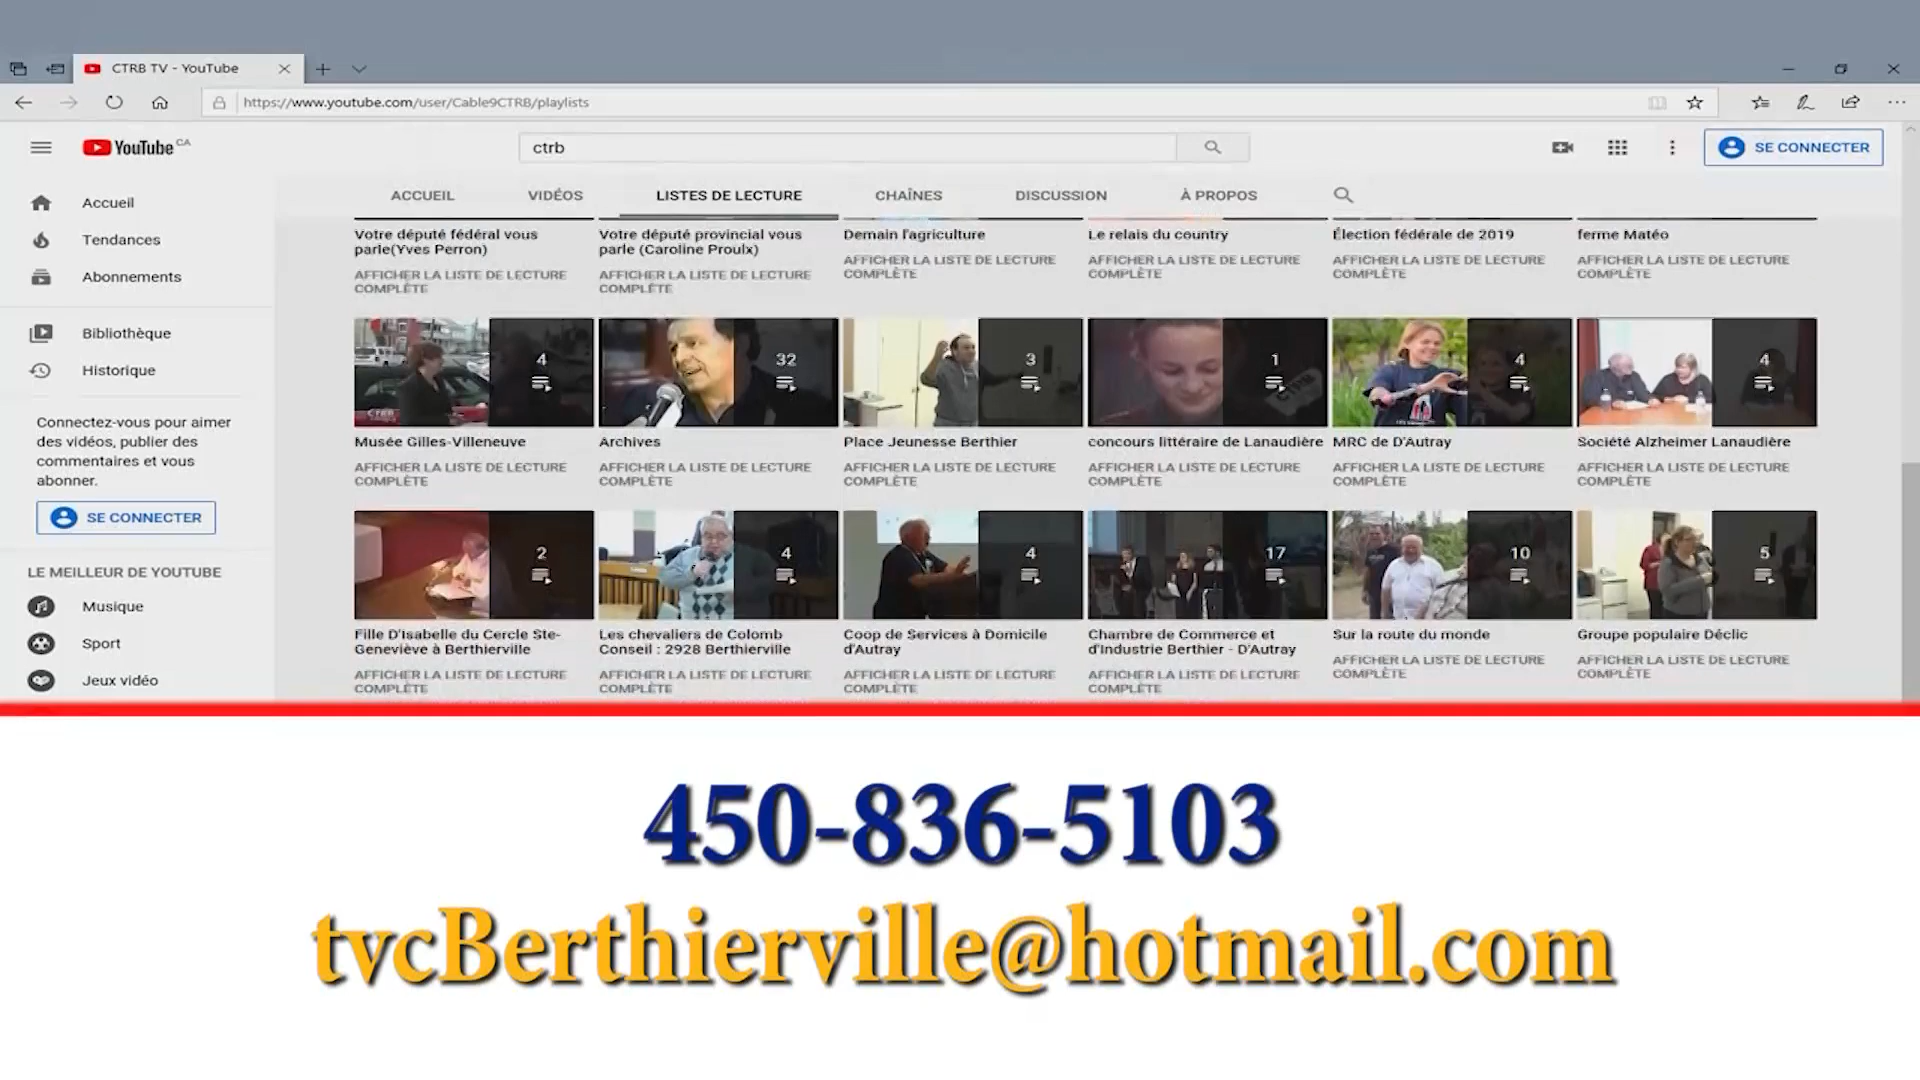 CTRB TV - YouTube
https://www.youtube.com/user/Cable9CTRB/playlists
YouTube CA
ctrb
SE CONNECTER
Accueil
Tendances
Abonnements
Bibliothèque
Historique
Connectez-vous pour aimer
des vidéos, publier des
commentaires et vous
abonner.
SE CONNECTER
LE MEILLEUR DE YOUTUBE
Musique
Sport
Jeux vidéo
ACCUEIL VIDÉOS LISTES DE LECTURE CHAÎNES DISCUSSION À PROPOS
Votre député fédéral vous
parle(Yves Perron)
AFFICHER LA LISTE DE LECTURE
COMPLÈTE
Votre député provincial vous
parle (Caroline Proulx)
AFFICHER LA LISTE DE LECTURE
COMPLÈTE
Demain l'agriculture
AFFICHER LA LISTE DE LECTURE
COMPLÈTE
Le relais du country
AFFICHER LA LISTE DE LECTURE
COMPLÈTE
Élection fédérale de 2019
AFFICHER LA LISTE DE LECTURE
COMPLÈTE
ferme Matéo
AFFICHER LA LISTE DE LECTURE
COMPLÈTE
4
Musée Gilles-Villeneuve
AFFICHER LA LISTE DE LECTURE
COMPLÈTE
32
Archives
AFFICHER LA LISTE DE LECTURE
COMPLÈTE
3
Place Jeunesse Berthier
AFFICHER LA LISTE DE LECTURE
COMPLÈTE
1
concours littéraire de Lanaudière
AFFICHER LA LISTE DE LECTURE
COMPLÈTE
4
MRC de D'Autray
AFFICHER LA LISTE DE LECTURE
COMPLÈTE
4
Société Alzheimer Lanaudière
AFFICHER LA LISTE DE LECTURE
COMPLÈTE
2
Fille D'Isabelle du Cercle Ste-
Geneviève à Berthierville
AFFICHER LA LISTE DE LECTURE
COMPLÈTE
4
Les chevaliers de Colomb
Conseil : 2928 Berthierville
AFFICHER LA LISTE DE LECTURE
COMPLÈTE
4
Coop de Services à Domicile
d'Autray
AFFICHER LA LISTE DE LECTURE
COMPLÈTE
17
Chambre de Commerce et
d'Industrie Berthier - D'Autray
AFFICHER LA LISTE DE LECTURE
COMPLÈTE
10
Sur la route du monde
AFFICHER LA LISTE DE LECTURE
COMPLÈTE
5
Groupe populaire Déclic
AFFICHER LA LISTE DE LECTURE
COMPLÈTE
450-836-5103
tvcBerthierville@hotmail.com